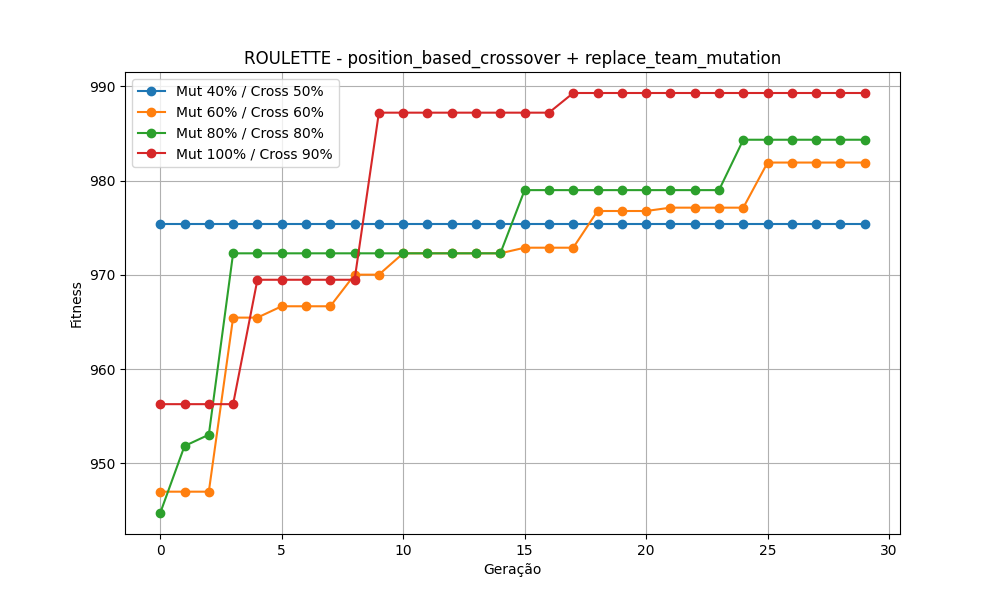 ROULETTE - position_based_crossover + replace_team_mutation
Mut 40% / Cross 50%
Mut 60% / Cross 60%
Mut 80% / Cross 80%
Mut 100% / Cross 90%
Fitness
990
980
970
960
950
0 5 10 15 20 25 30
Geração